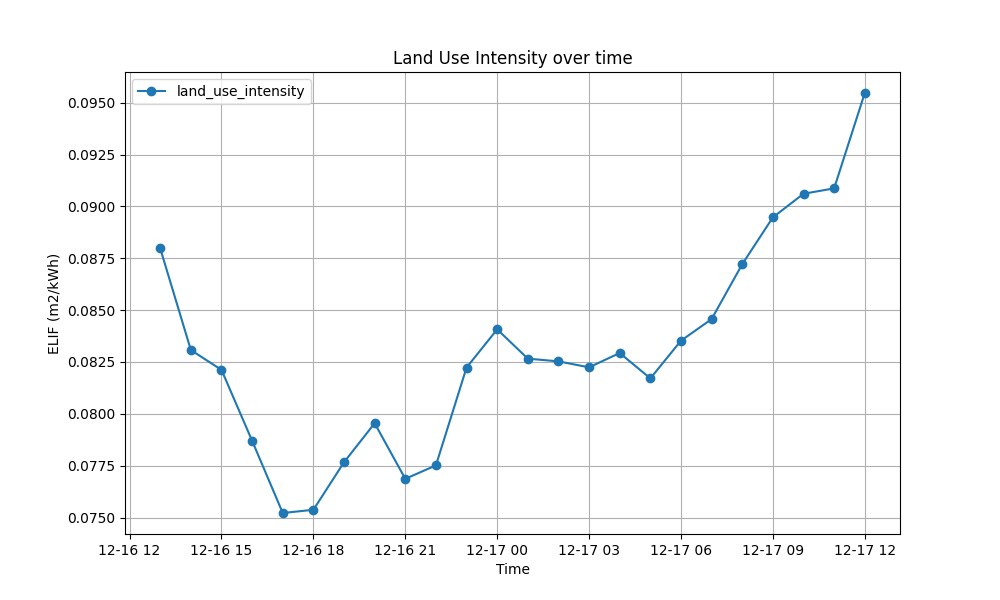 Land Use Intensity over time
land_use_intensity
0.0950
0.0925
0.0900
0.0875
0.0850
0.0825
0.0800
0.0775
0.0750
ELIF (m2/kWh)
12-16 12 12-16 15 12-16 18 12-16 21 12-17 00 12-17 03 12-17 06 12-17 09 12-17 12
Time